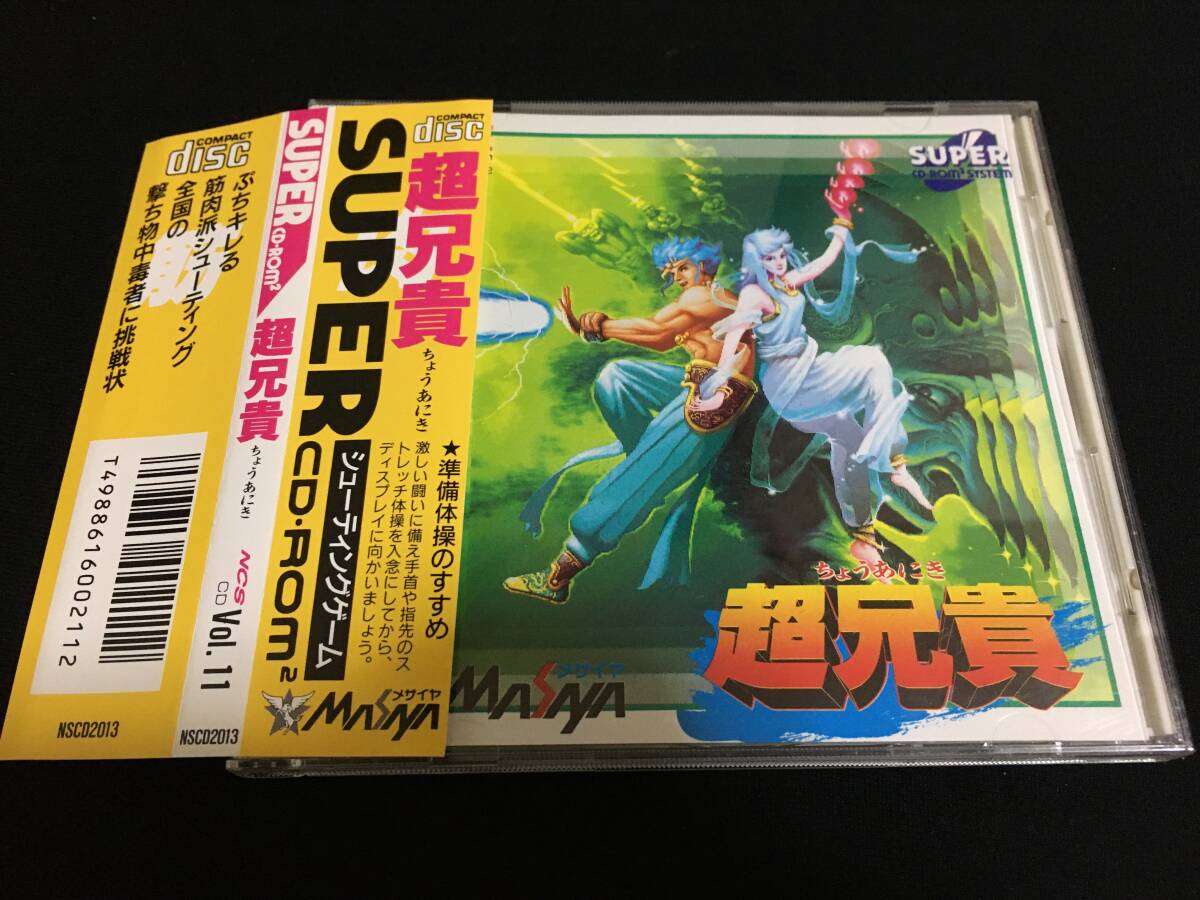 COMPACT
disc
ぷちキレる
筋肉派シューティング
全国の
撃ち物中毒者に挑戦状
筋
T4988616002112
NSCD2013
SUPER CD-ROM²
超兄貴
ちょうあにき
NCS
CD Vol. 11
NSCD2013
SUPER CD-ROM²
シューティングゲーム
COMPACT
disc
超兄貴
ちょうあにき
★準備体操のすすめ
激しい闘いに備え手首や指先のス
トレッチ体操を入念にしてから、
ディスプレイに向かいましょう。
メサイヤ
MASAYA
SUPER
CD-ROM² SYSTEM
ちょうあにき
超兄貴
メサイヤ
MASAYA